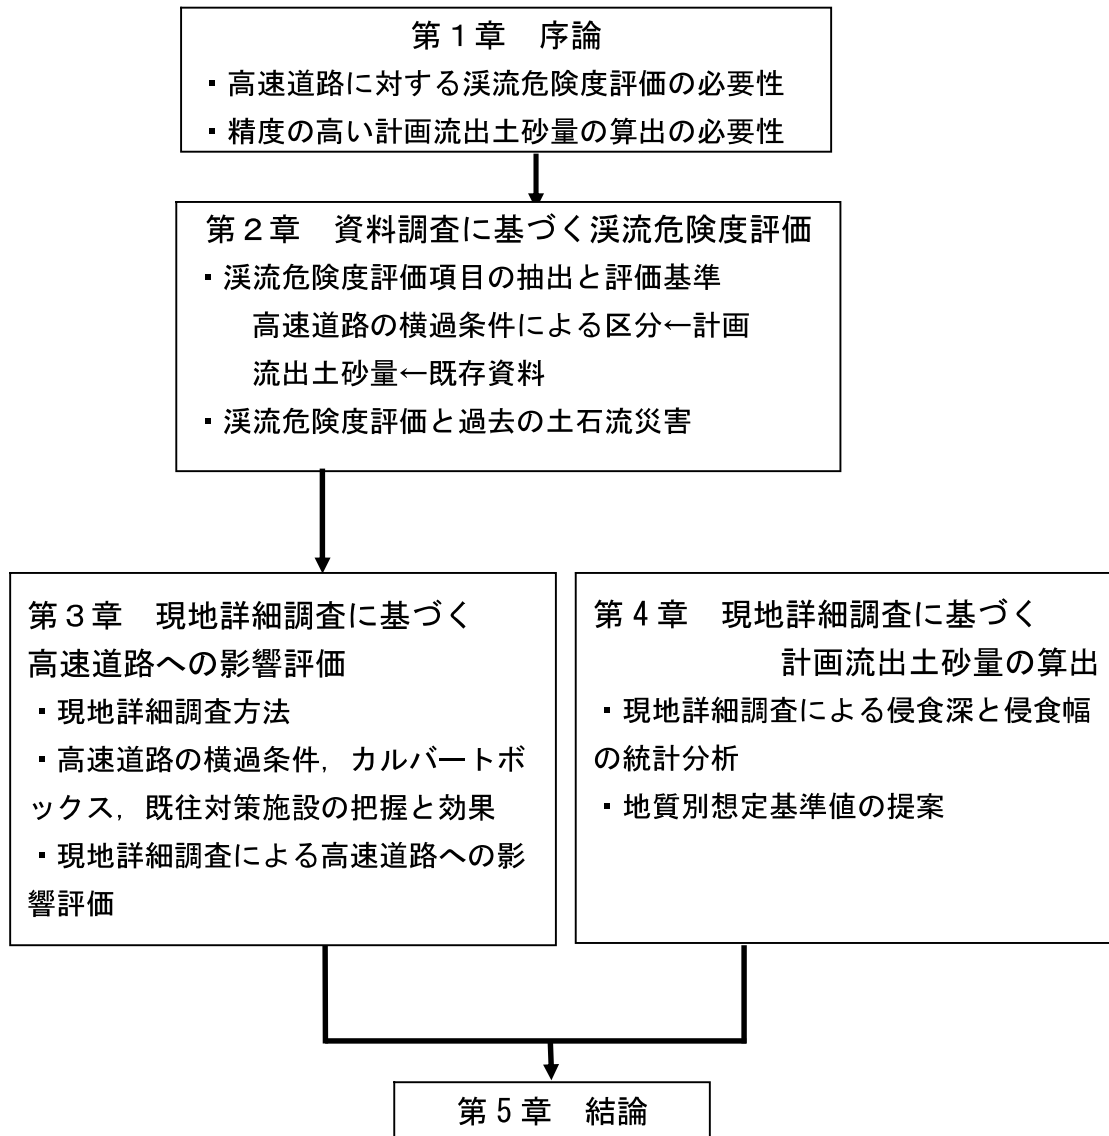 第１章　序論
・高速道路に対する渓流危険度評価の必要性
・精度の高い計画流出土砂量の算出の必要性
第２章　資料調査に基づく渓流危険度評価
・渓流危険度評価項目の抽出と評価基準
高速道路の横過条件による区分←計画
流出土砂量←既存資料
・渓流危険度評価と過去の土石流災害
第３章　現地詳細調査に基づく
高速道路への影響評価
・現地詳細調査方法
・高速道路の横過条件，カルバートボ
ックス，既往対策施設の把握と効果
・現地詳細調査による高速道路への影
響評価
第４章　現地詳細調査に基づく
計画流出土砂量の算出
・現地詳細調査による侵食深と侵食幅
の統計分析
・地質別想定基準値の提案
第５章　結論